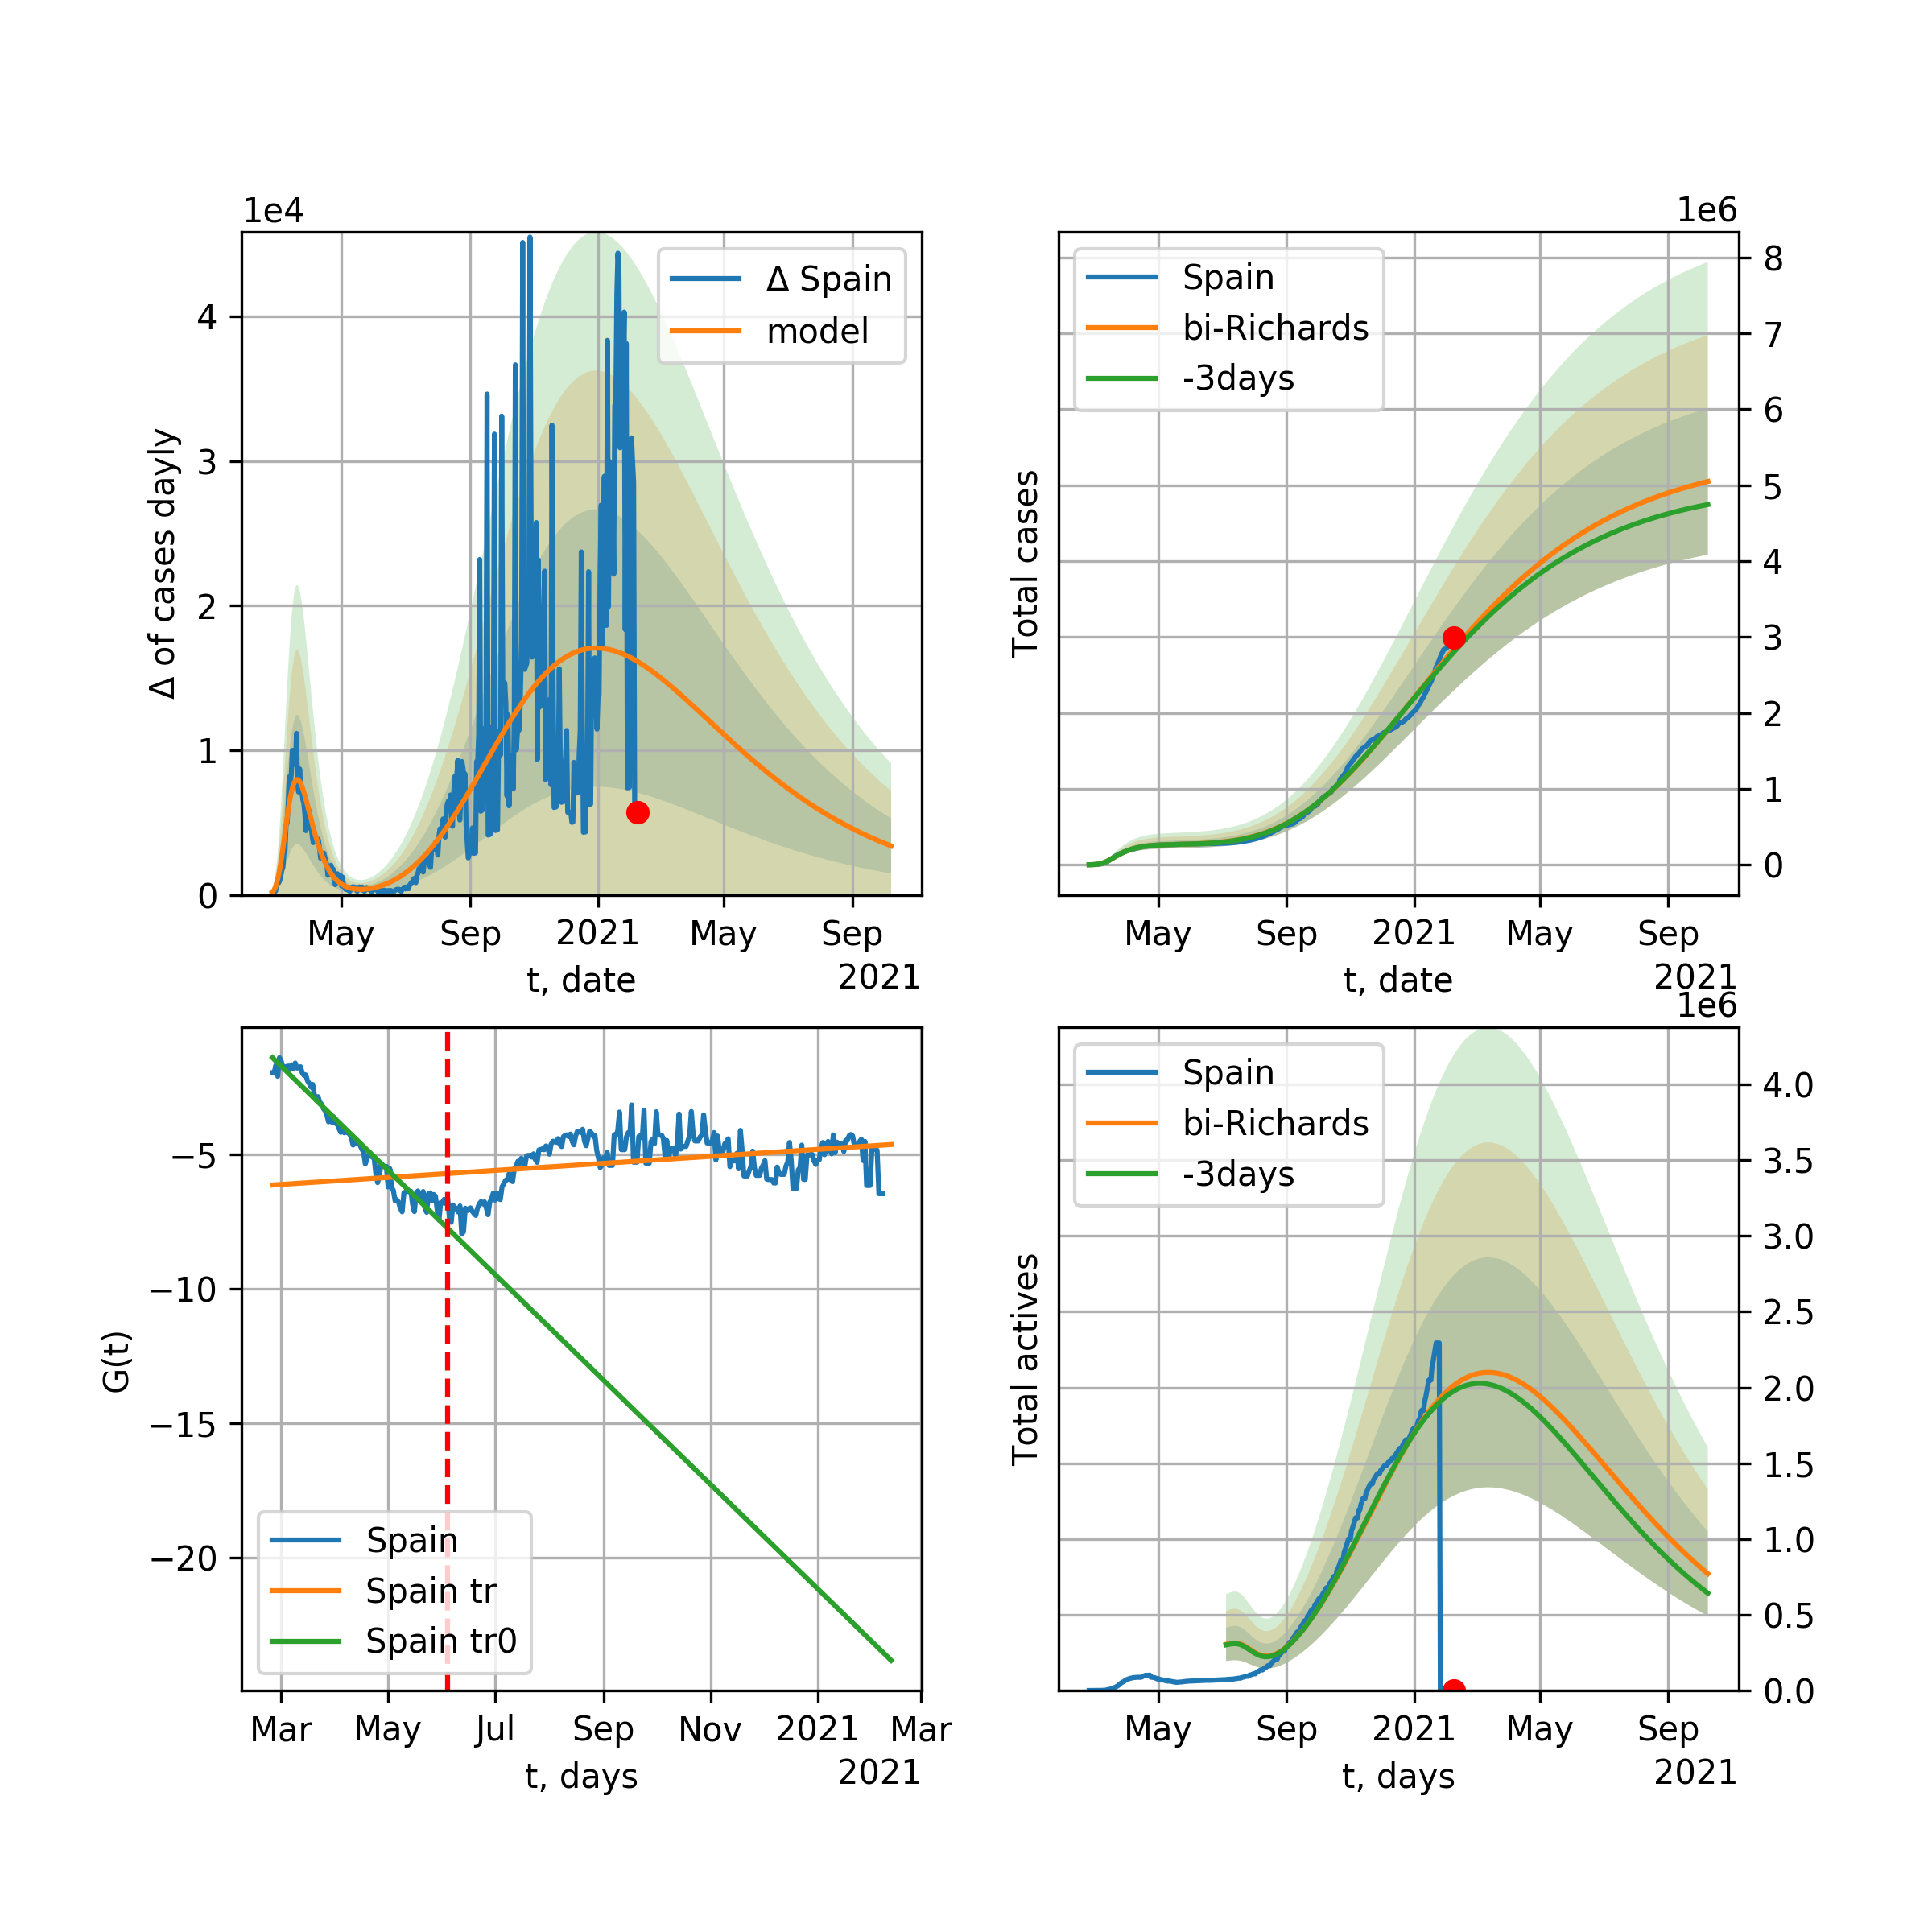 1e4
Δ of cases dayly
4
3
2
1
0
Δ Spain
model
May
Sep
2021
May
Sep
t, date
2021
1e6
Total cases
Spain
bi-Richards
-3days
8
7
6
5
4
3
2
1
0
May
Sep
2021
May
Sep
t, date
2021
G(t)
−5
−10
−15
−20
Spain
Spain tr
Spain tr0
Mar
May
Jul
Sep
Nov
2021
Mar
t, days
2021
1e6
Total actives
Spain
bi-Richards
-3days
4.0
3.5
3.0
2.5
2.0
1.5
1.0
0.5
0.0
May
Sep
2021
May
Sep
t, days
2021